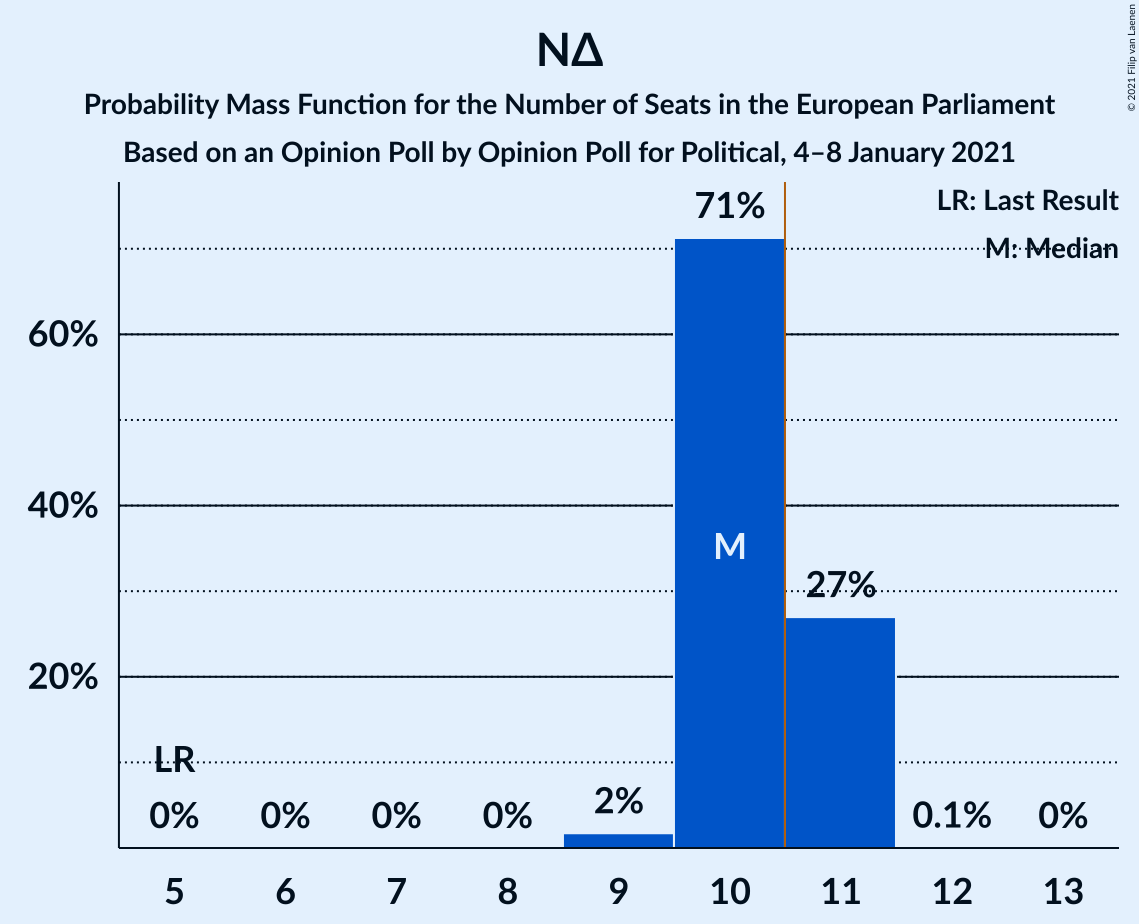 ΝΔ
Probability Mass Function for the Number of Seats in the European Parliament
Based on an Opinion Poll by Opinion Poll for Political, 4–8 January 2021
© 2021 Filip van Laenen
LR: Last Result
M: Median
71%
60%
40%
M
27%
20%
LR
0%
0%
0%
0%
2%
0.1%
0%
5
6
7
8
9
10
11
12
13